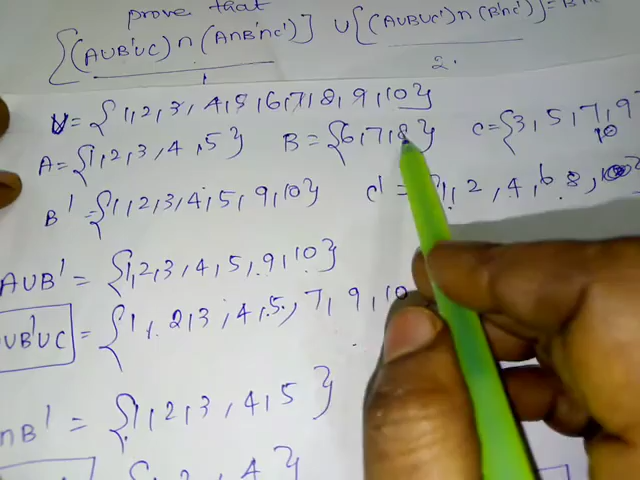 prove that
{(AUB'UC) ∩ (A∩B'∩C')] U [(AUBUC') ∩ (B'∩C')] =
1 2.
U = {1,2,3,4,5,6,7,8,9,10}
A = {1,2,3,4,5} B = {6,7,8} C = {3,5,7,9
10
B' = {1,2,3,4,5,9,10} C' = {1,2,4,6,8,
AUB' = {1,2,3,4,5,9,10}
UB'UC = {1,2,3,4,5,7,9,10
∩B' = {1,2,3,4,5}